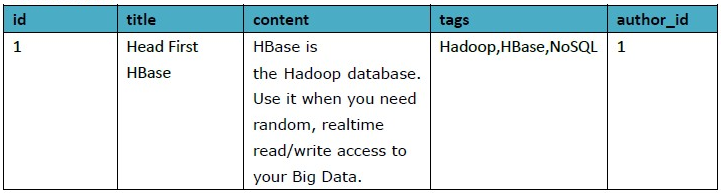 id title content tags author_id
1 Head First HBase is Hadoop,HBase,NoSQL 1
HBase the Hadoop database.
Use it when you need
random, realtime
read/write access to
your Big Data.